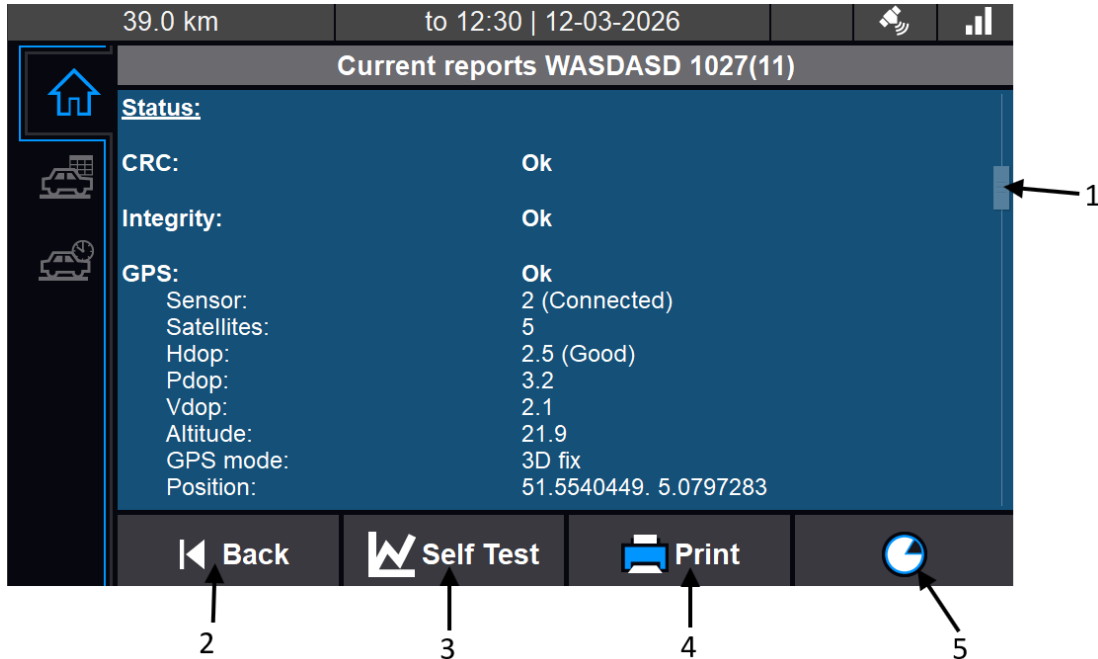 39.0 km to 12:30 | 12-03-2026
Current reports WASDASD 1027(11)
Status:
CRC: Ok
1
Integrity: Ok
GPS: Ok
Sensor: 2 (Connected)
Satellites: 5
Hdop: 2.5 (Good)
Pdop: 3.2
Vdop: 2.1
Altitude: 21.9
GPS mode: 3D fix
Position: 51.5540449. 5.0797283
Back Self Test Print
2 3 4 5